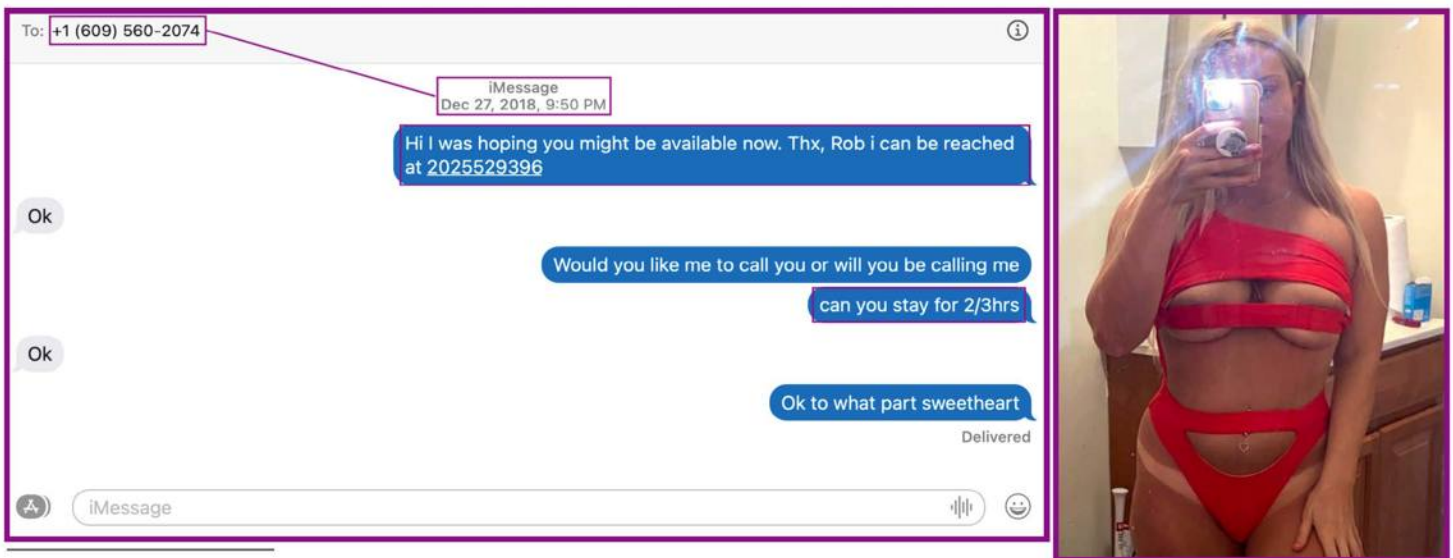 To: +1 (609) 560-2074
iMessage
Dec 27, 2018, 9:50 PM
Hi I was hoping you might be available now. Thx, Rob i can be reached
at 2025529396
Ok
Would you like me to call you or will you be calling me
can you stay for 2/3hrs
Ok
Ok to what part sweetheart
Delivered
iMessage